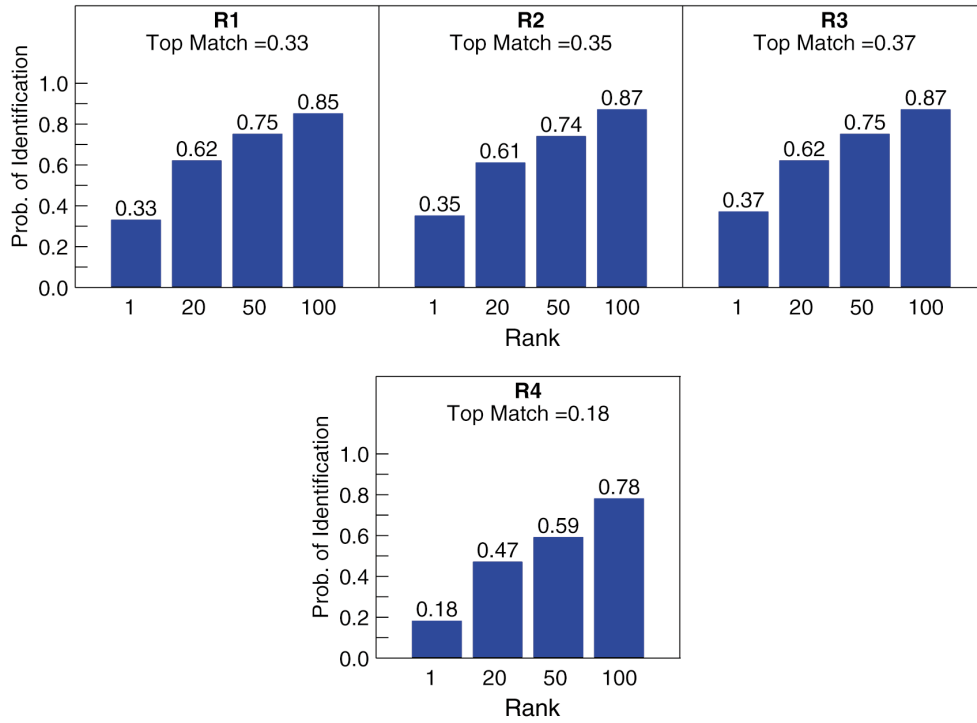 R1
Top Match =0.33
R2
Top Match =0.35
R3
Top Match =0.37
Prob. of Identification
1.0
0.8
0.6
0.4
0.2
0.0
0.33
0.62
0.75
0.85
0.35
0.61
0.74
0.87
0.37
0.62
0.75
0.87
1 20 50 100
1 20 50 100
1 20 50 100
Rank
R4
Top Match =0.18
Prob. of Identification
1.0
0.8
0.6
0.4
0.2
0.0
0.18
0.47
0.59
0.78
1 20 50 100
Rank